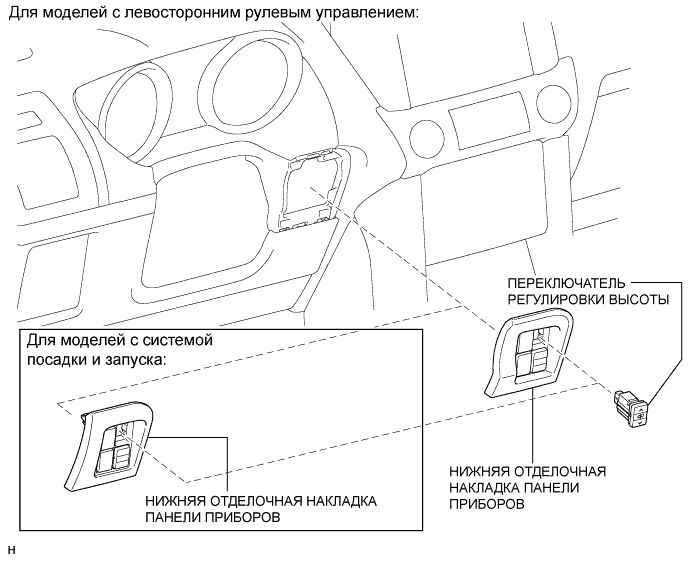 Для моделей с левосторонним рулевым управлением:
ПЕРЕКЛЮЧАТЕЛЬ
РЕГУЛИРОВКИ ВЫСОТЫ
Для моделей с системой
посадки и запуска:
НИЖНЯЯ ОТДЕЛОЧНАЯ
НАКЛАДКА ПАНЕЛИ
ПРИБОРОВ
НИЖНЯЯ ОТДЕЛОЧНАЯ НАКЛАДКА
ПАНЕЛИ ПРИБОРОВ
н